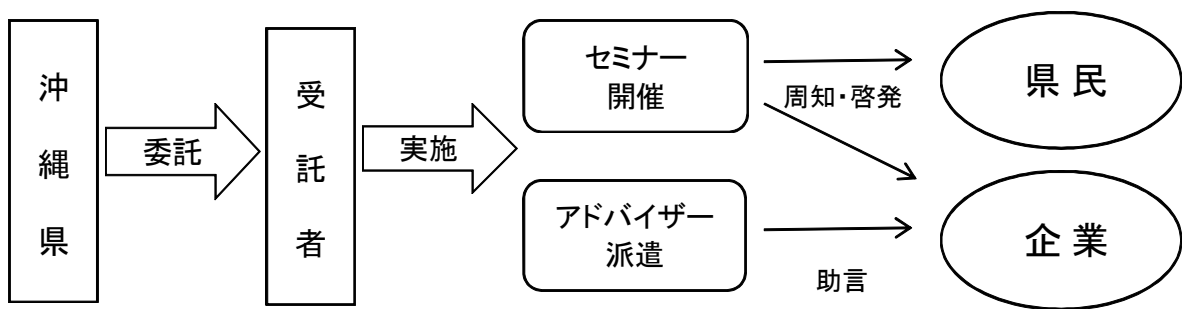 沖縄県
委託
受託者
実施
セミナー
開催
周知・啓発
県民
アドバイザー
派遣
助言
企業